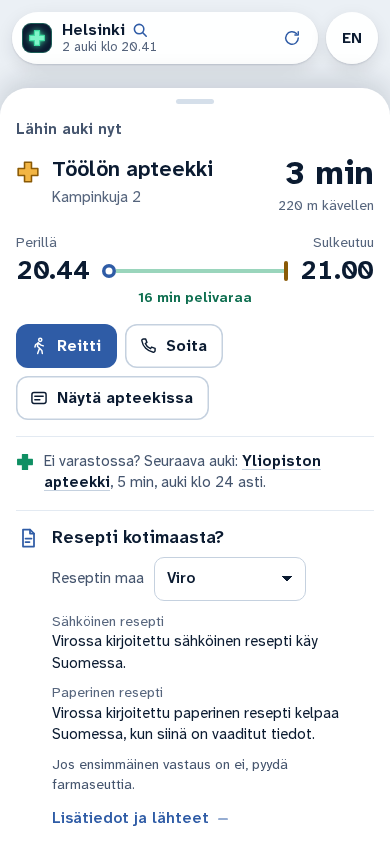 Helsinki
2 auki klo 20.41
EN
Lähin auki nyt
Töölön apteekki
3 min
Kampinkuja 2
220 m kävellen
Perillä
Sulkeutuu
20.44
21.00
16 min pelivaraa
Reitti
Soita
Näytä apteekissa
Ei varastossa? Seuraava auki: Yliopiston
apteekki, 5 min, auki klo 24 asti.
Resepti kotimaasta?
Reseptin maa
Viro
Sähköinen resepti
Virossa kirjoitettu sähköinen resepti käy
Suomessa.
Paperinen resepti
Virossa kirjoitettu paperinen resepti kelpaa
Suomessa, kun siinä on vaaditut tiedot.
Jos ensimmäinen vastaus on ei, pyydä
farmaseuttia.
Lisätiedot ja lähteet –